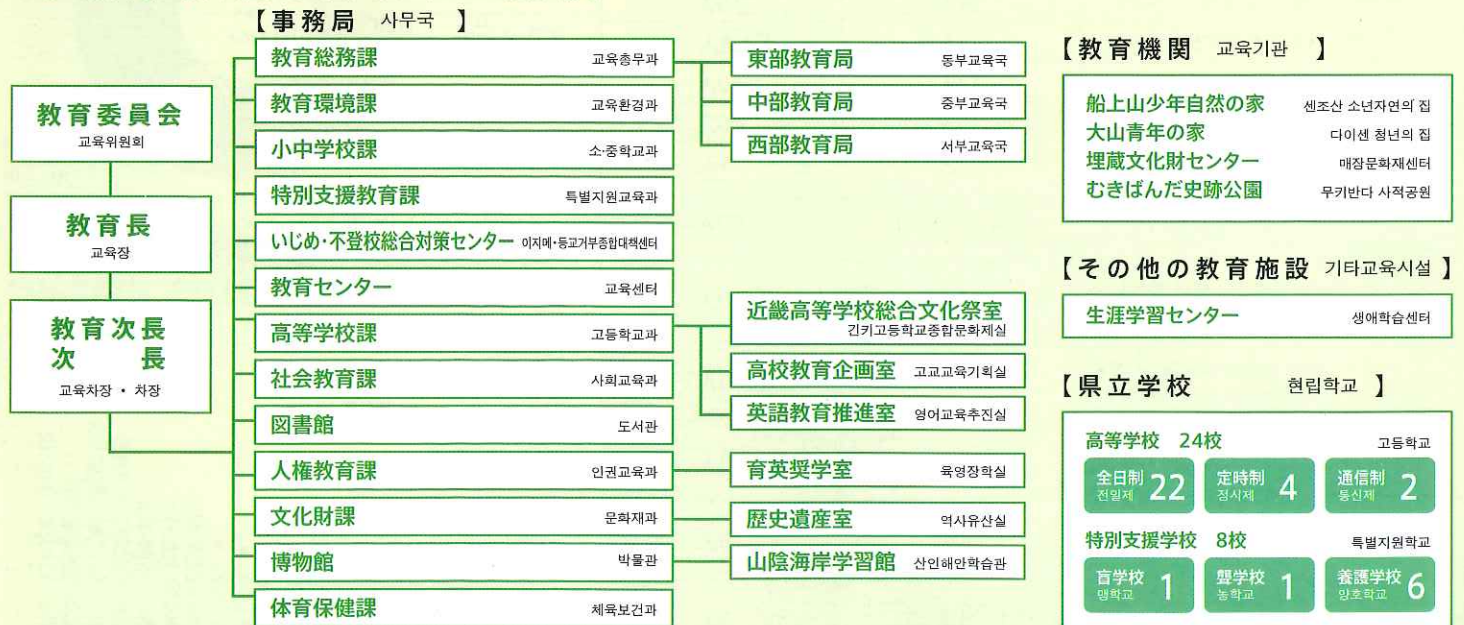 【事務局 사무국 】
教育委員会
교육위원회
教育長
교육장
教育次長
次 長
교육차장 · 차장
教育総務課 교육총무과
教育環境課 교육환경과
小中学校課 소·중학교과
特別支援教育課 특별지원교육과
いじめ・不登校総合対策センター 이지메·등교거부종합대책센터
教育センター 교육센터
高等学校課 고등학교과
社会教育課 사회교육과
図書館 도서관
人権教育課 인권교육과
文化財課 문화재과
博物館 박물관
体育保健課 체육보건과
東部教育局 동부교육국
中部教育局 중부교육국
西部教育局 서부교육국
近畿高等学校総合文化祭室
긴키고등학교종합문화제실
高校教育企画室 고교교육기획실
英語教育推進室 영어교육추진실
育英奨学室 육영장학실
歴史遺産室 역사유산실
山陰海岸学習館 산인해안학습관
【教育機関 교육기관 】
船上山少年自然の家 센조산 소년자연의 집
大山青年の家 다이센 청년의 집
埋蔵文化財センター 매장문화재센터
むきばんだ史跡公園 무키반다 사적공원
【その他の教育施設 기타교육시설 】
生涯学習センター 생애학습센터
【県立学校 현립학교 】
高等学校 24校 고등학교
全日制 22 定時制 4 通信制 2
전일제 정시제 통신제
特別支援学校 8校 특별지원학교
盲学校 1 聾学校 1 養護学校 6
맹학교 농학교 양호학교